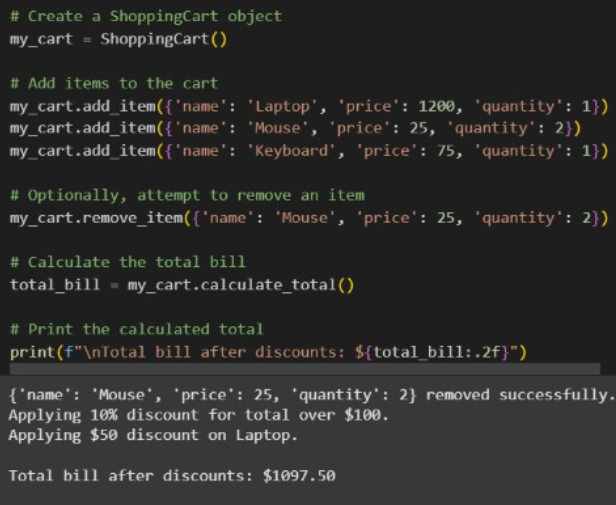 # Create a ShoppingCart object
my_cart = ShoppingCart()
# Add items to the cart
my_cart.add_item({'name': 'Laptop', 'price': 1200, 'quantity': 1})
my_cart.add_item({'name': 'Mouse', 'price': 25, 'quantity': 2})
my_cart.add_item({'name': 'Keyboard', 'price': 75, 'quantity': 1})
# Optionally, attempt to remove an item
my_cart.remove_item({'name': 'Mouse', 'price': 25, 'quantity': 2})
# Calculate the total bill
total_bill = my_cart.calculate_total()
# Print the calculated total
print(f"\nTotal bill after discounts: ${total_bill:.2f}")
{'name': 'Mouse', 'price': 25, 'quantity': 2} removed successfully.
Applying 10% discount for total over $100.
Applying $50 discount on Laptop.
Total bill after discounts: $1097.50